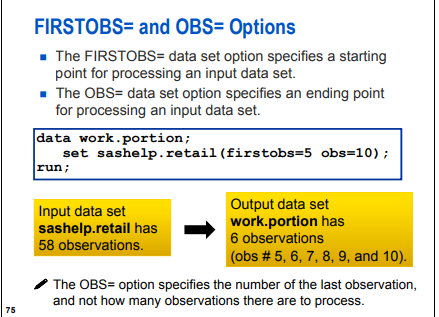 FIRSTOBS= and OBS= Options
▪ The FIRSTOBS= data set option specifies a starting
point for processing an input data set.
▪ The OBS= data set option specifies an ending point
for processing an input data set.
data work.portion;
   set sashelp.retail(firstobs=5 obs=10);
run;
Input data set
sashelp.retail has
58 observations.
Output data set
work.portion has
6 observations
(obs # 5, 6, 7, 8, 9, and 10).
The OBS= option specifies the number of the last observation,
and not how many observations there are to process.
75